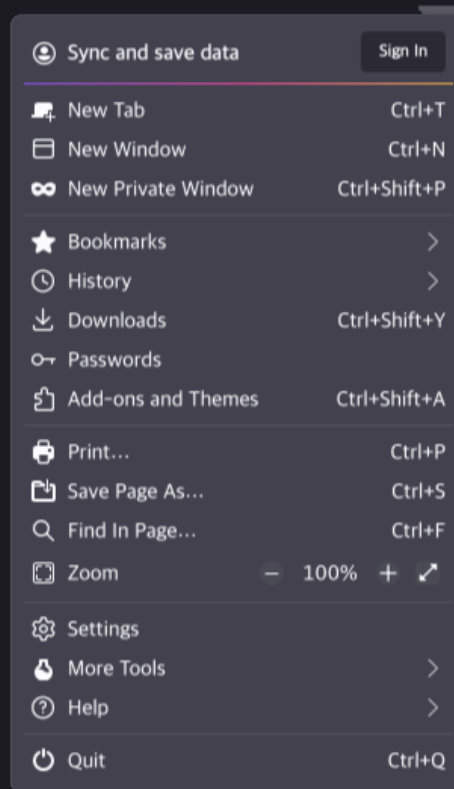 Sync and save data Sign In
New Tab Ctrl+T
New Window Ctrl+N
New Private Window Ctrl+Shift+P
Bookmarks
History
Downloads Ctrl+Shift+Y
Passwords
Add-ons and Themes Ctrl+Shift+A
Print... Ctrl+P
Save Page As... Ctrl+S
Find In Page... Ctrl+F
Zoom − 100% +
Settings
More Tools
Help
Quit Ctrl+Q